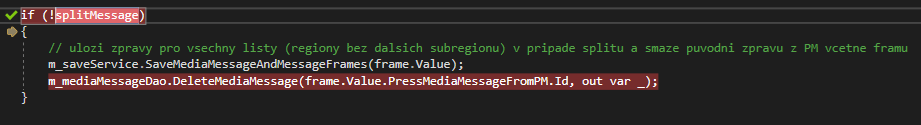 if (!splitMessage)
{
// ulozi zpravy pro vsechny listy (regiony bez dalsich subregionu) v pripade splitu a smaze puvodni zpravu z PM vcetne framu
m_saveService.SaveMediaMessageAndMessageFrames(frame.Value);
m_mediaMessageDao.DeleteMediaMessage(frame.Value.PressMediaMessageFromPM.Id, out var _);
}